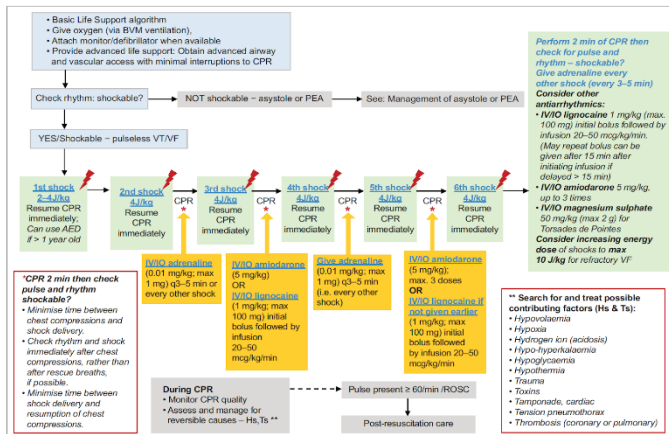 • Basic Life Support algorithm
• Give oxygen (via BVM ventilation),
• Attach monitor/defibrillator when available
• Provide advanced life support: Obtain advanced airway
and vascular access with minimal interruptions to CPR
Check rhythm: shockable?
NOT shockable – asystole or PEA
See: Management of asystole or PEA
YES/Shockable – pulseless VT/VF
1st shock
2–4J/kg
Resume CPR
immediately;
Can use AED
if > 1 year old
2nd shock
4J/kg
Resume
CPR
immediately
CPR
*
3rd shock
4J/kg
Resume
CPR
immediately
CPR
*
4th shock
4J/kg
Resume
CPR
immediately
CPR
*
5th shock
4J/kg
Resume
CPR
immediately
CPR
*
6th shock
4J/kg
Resume
CPR
immediately
Perform 2 min of CPR then
check for pulse and
rhythm – shockable?
Give adrenaline every
other shock (every 3–5 min)
Consider other
antiarrhythmics:
• IV/IO lignocaine 1 mg/kg (max.
100 mg) initial bolus followed by
infusion 20–50 mcg/kg/min.
(May repeat bolus can be
given after 15 min after
initiating infusion if
delayed > 15 min)
• IV/IO amiodarone 5 mg/kg,
up to 3 times
• IV/IO magnesium sulphate
50 mg/kg (max 2 g) for
Torsades de Pointes
Consider increasing energy
dose of shocks to max
10 J/kg for refractory VF
IV/IO adrenaline
(0.01 mg/kg; max
1 mg) q3–5 min or
every other shock
IV/IO amiodarone
(5 mg/kg)
OR
IV/IO lignocaine
(1 mg/kg; max
100 mg) initial
bolus followed by
infusion
20–50
mcg/kg/min
Give adrenaline
(0.01 mg/kg; max
1 mg) q3–5 min
(i.e. every other
shock)
IV/IO amiodarone
(5 mg/kg);
max. 3 doses
OR
IV/IO lignocaine if
not given earlier
(1 mg/kg; max
100 mg) initial
bolus followed by
infusion 20–50
mcg/kg/min
*CPR 2 min then check
pulse and rhythm
shockable?
• Minimise time between
chest compressions and
shock delivery.
• Check rhythm and shock
immediately after chest
compressions, rather than
after rescue breaths,
if possible.
• Minimise time between
shock delivery and
resumption of chest
compressions.
During CPR
• Monitor CPR quality
• Assess and manage for
reversible causes – Hs,Ts **
Pulse present ≥ 60/min /ROSC
Post-resuscitation care
** Search for and treat possible
contributing factors (Hs & Ts):
• Hypovolaemia
• Hypoxia
• Hydrogen ion (acidosis)
• Hypo-hyperkalaemia
• Hypoglycaemia
• Hypothermia
• Trauma
• Toxins
• Tamponade, cardiac
• Tension pneumothorax
• Thrombosis (coronary or pulmonary)